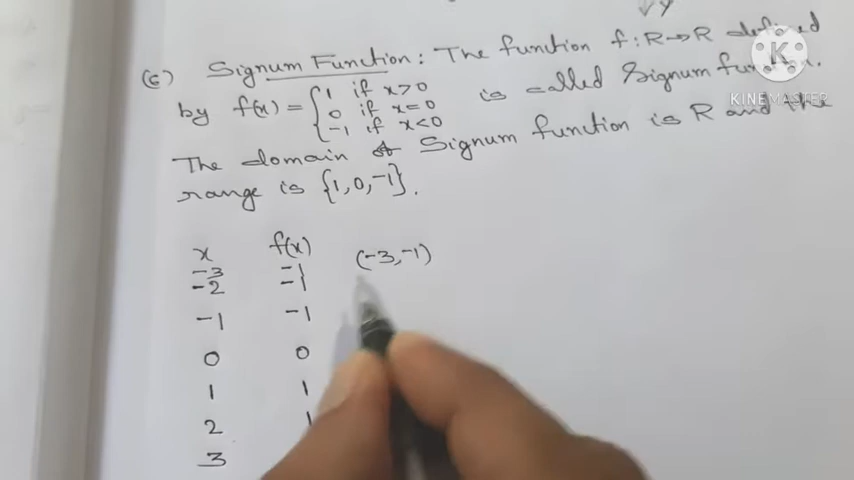 y
(6) Signum Function: The function f: R→R defined
by f(x) = { 1 if x>0
0 if x=0
-1 if x<0 is called Signum function.
The domain of Signum function is R and the
range is {1,0,-1}.
K
KINEMASTER
x f(x)
-3 -1 (-3,-1)
-2 -1
-1 -1
0 0
1 1
2 1
3